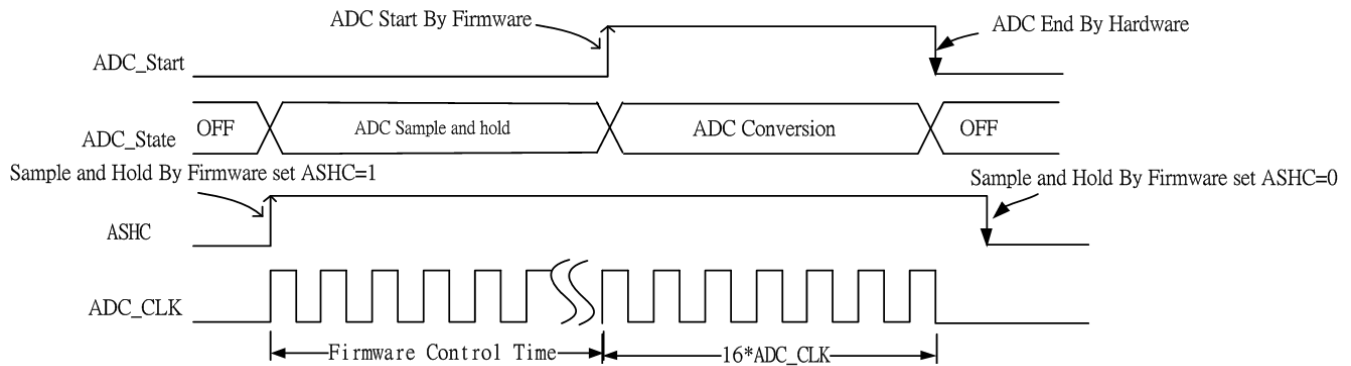 ADC Start By Firmware
ADC End By Hardware
ADC_Start
ADC_State
OFF
ADC Sample and hold
ADC Conversion
OFF
Sample and Hold By Firmware set ASHC=1
Sample and Hold By Firmware set ASHC=0
ASHC
ADC_CLK
Firmware Control Time
16*ADC_CLK